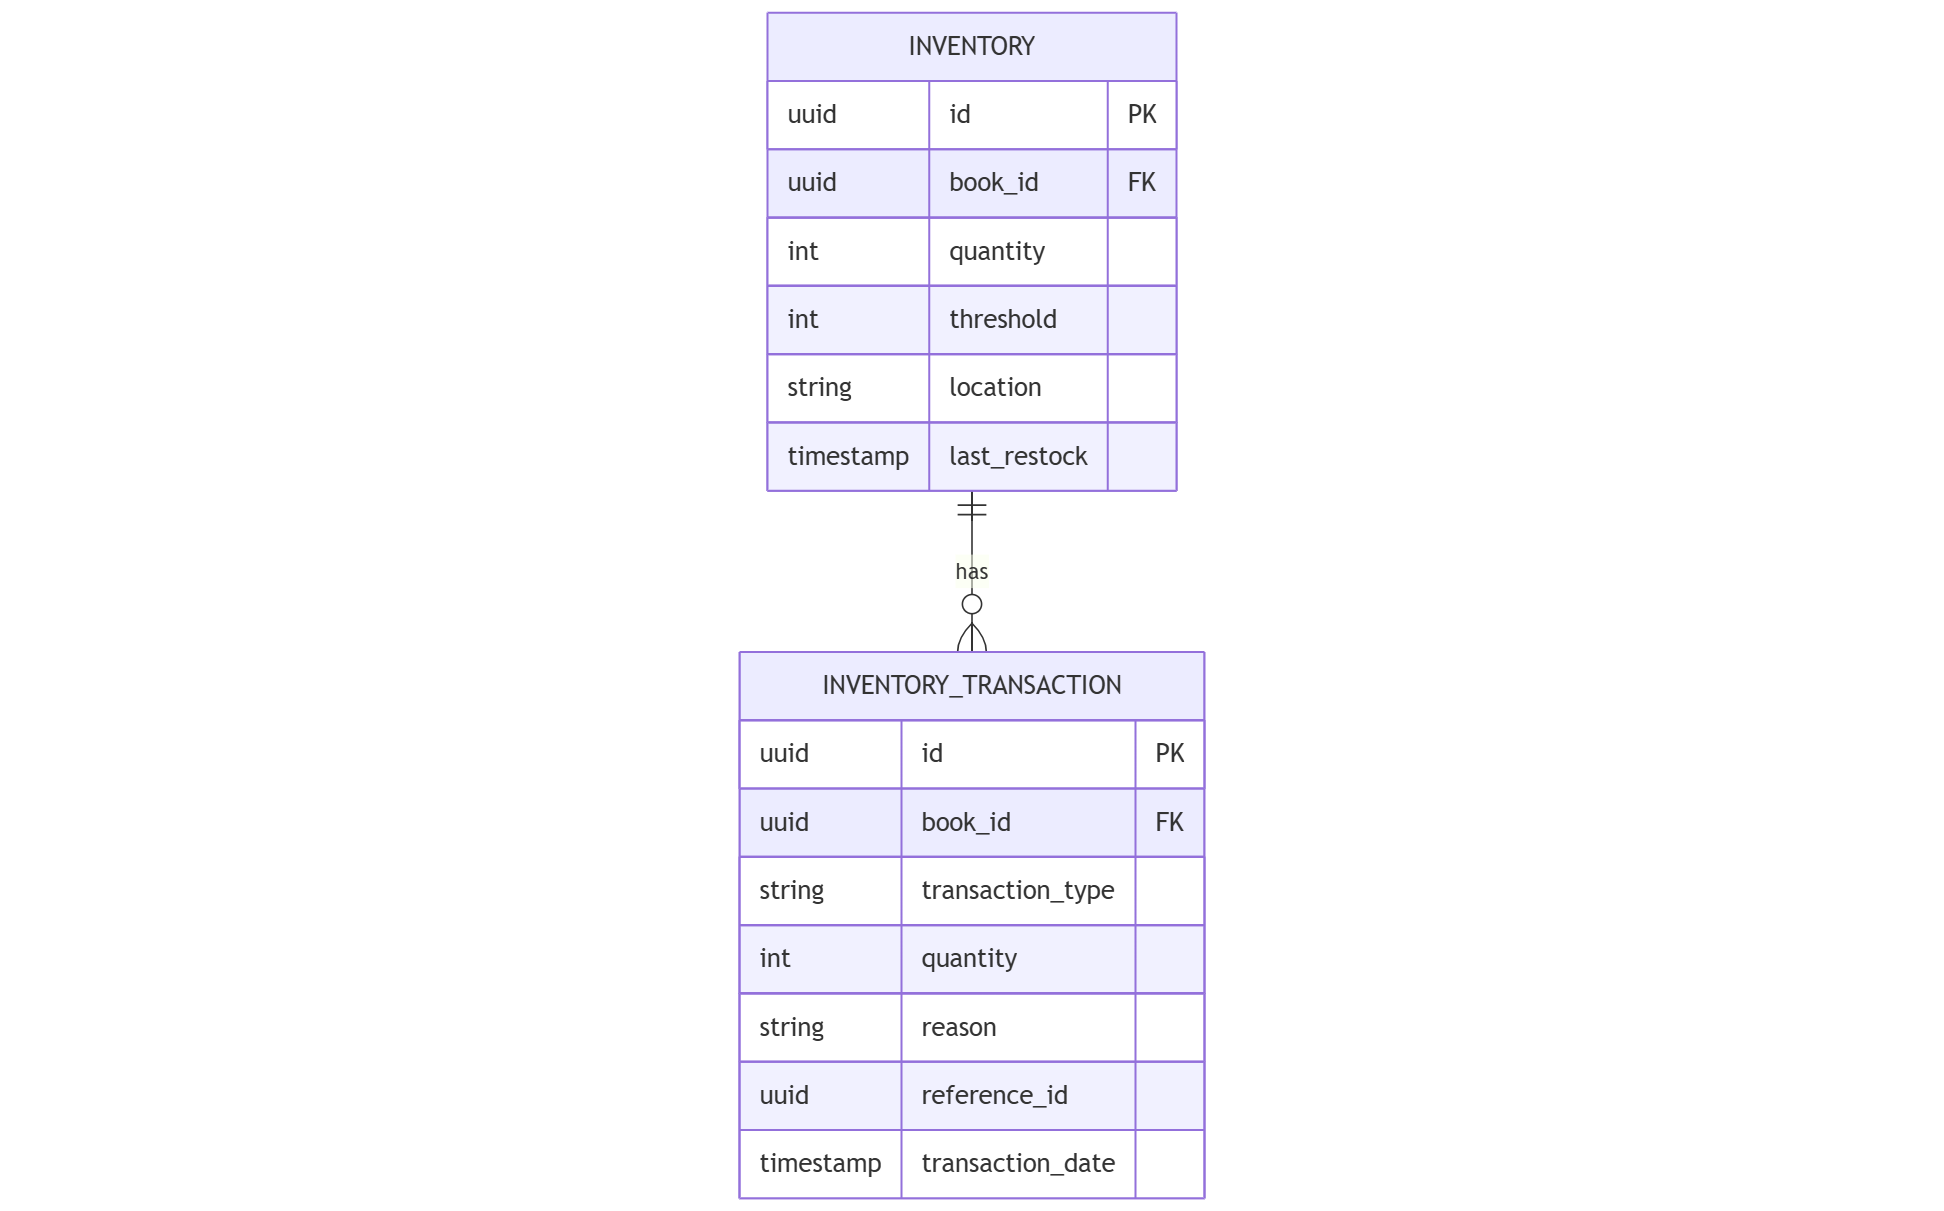 INVENTORY
uuid id PK
uuid book_id FK
int quantity
int threshold
string location
timestamp last_restock
has
INVENTORY_TRANSACTION
uuid id PK
uuid book_id FK
string transaction_type
int quantity
string reason
uuid reference_id
timestamp transaction_date